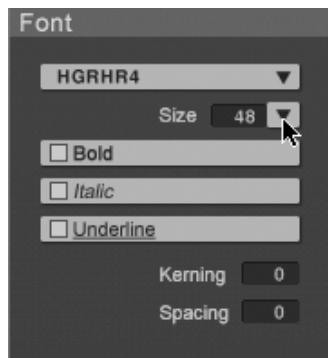 Font
HGRHR4
Size 48
Bold
Italic
Underline
Kerning 0
Spacing 0